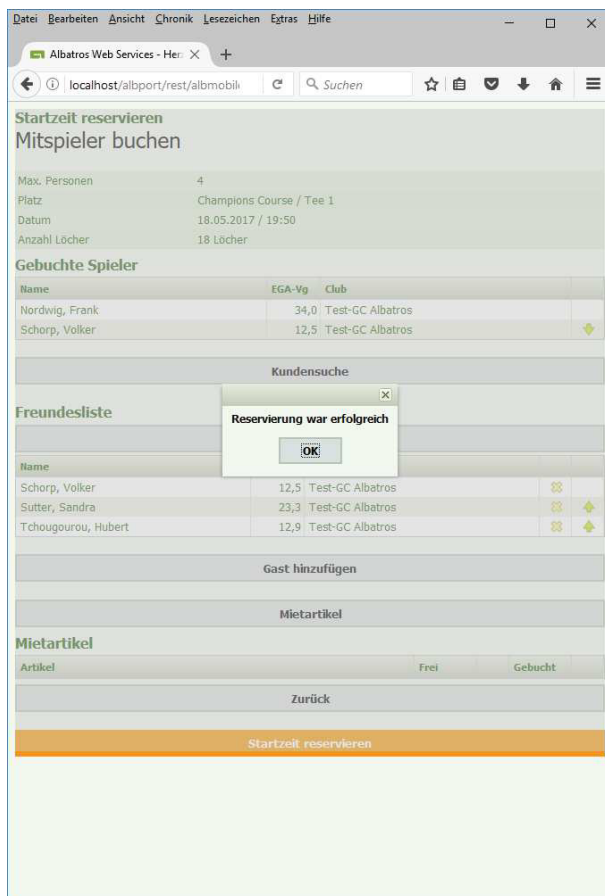 Datei Bearbeiten Ansicht Chronik Lesezeichen Extras Hilfe
Albatros Web Services - Her
localhost/albport/rest/albmobil
Suchen
Startzeit reservieren
Mitspieler buchen
Max. Personen 4
Platz Champions Course / Tee 1
Datum 18.05.2017 / 19:50
Anzahl Löcher 18 Löcher
Gebuchte Spieler
Name EGA-Vg Club
Nordwig, Frank 34,0 Test-GC Albatros
Schorp, Volker 12,5 Test-GC Albatros
Kundensuche
Reservierung war erfolgreich
OK
Freundesliste
Name
Schorp, Volker 12,5 Test-GC Albatros
Sutter, Sandra 23,3 Test-GC Albatros
Tchougourou, Hubert 12,9 Test-GC Albatros
Gast hinzufügen
Mietartikel
Mietartikel
Artikel Frei Gebucht
Zurück
Startzeit reservieren